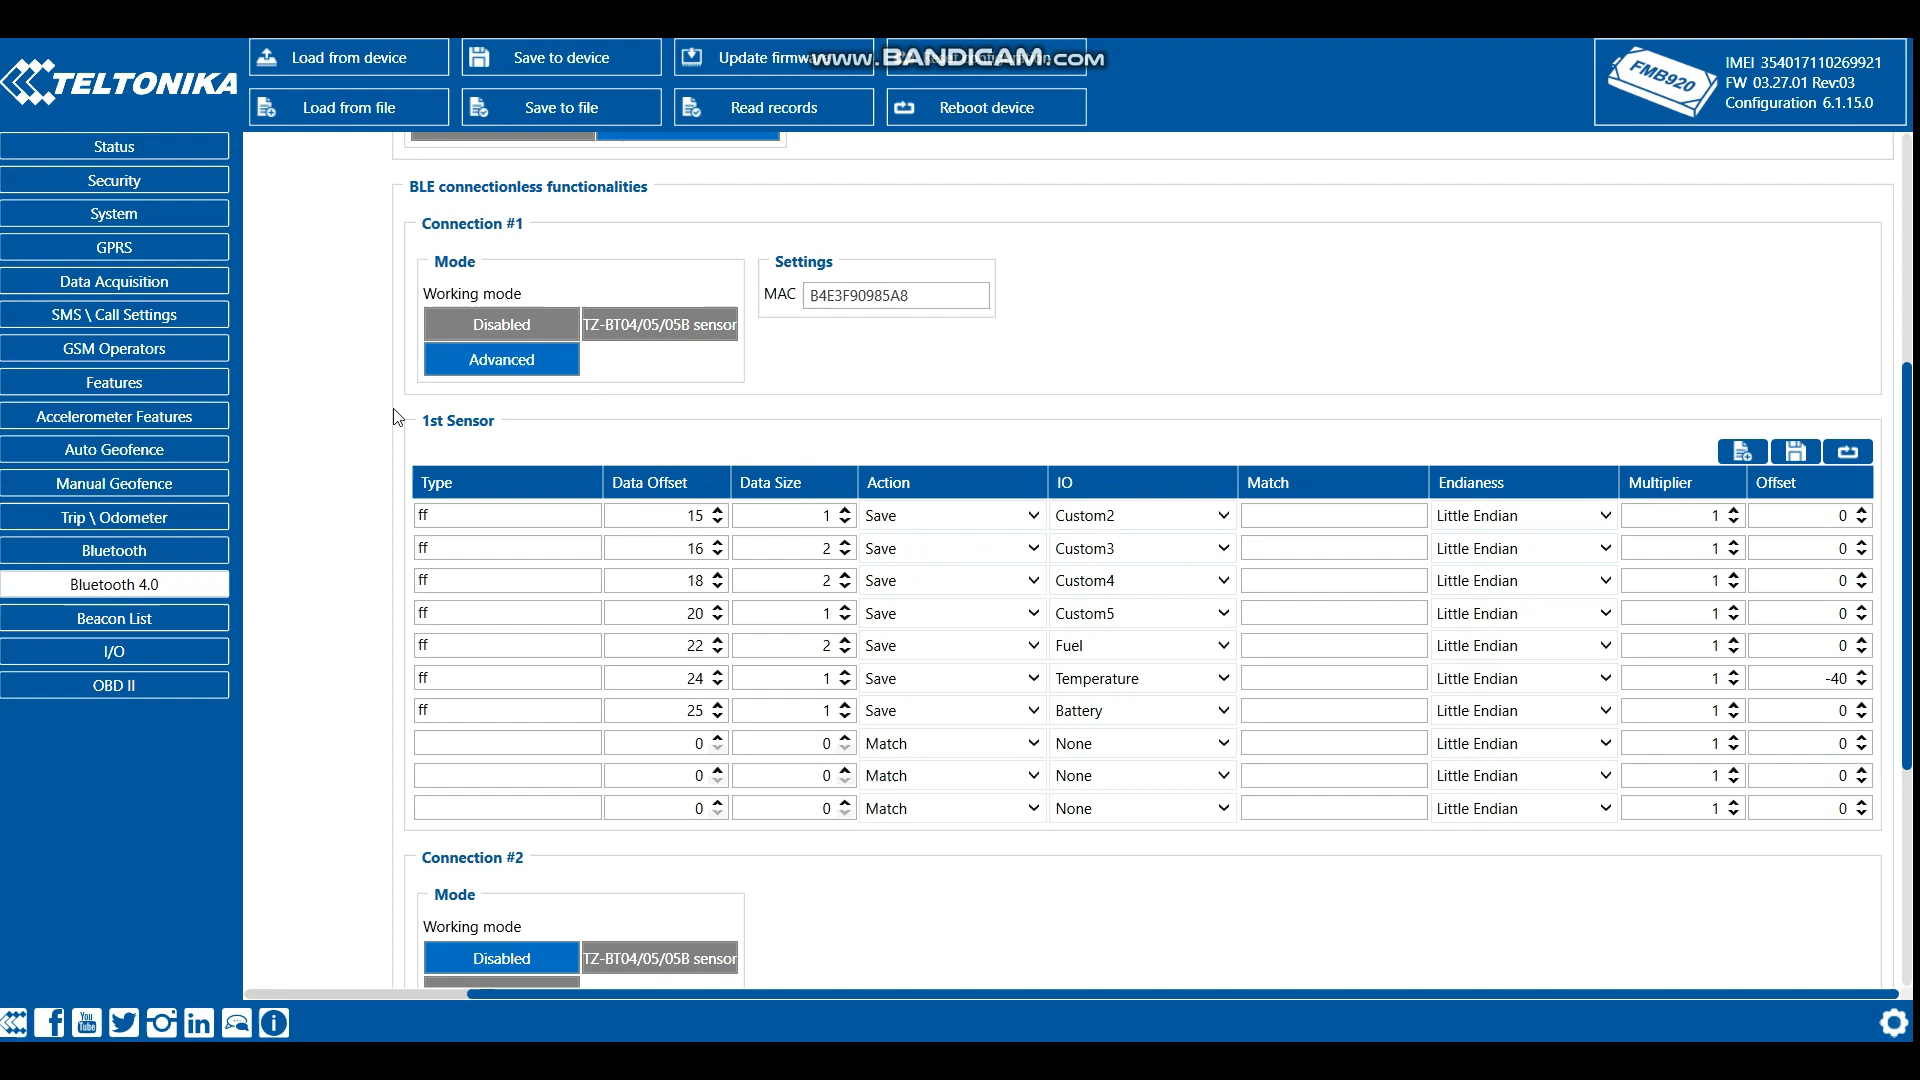 TELTONIKA
Load from device
Save to device
Update firmw
www.BANDICAM.com
Load from file
Save to file
Read records
Reboot device
FMB920
IMEI 354017110269921
FW 03.27.01 Rev:03
Configuration 6.1.15.0
Status
Security
System
GPRS
Data Acquisition
SMS \ Call Settings
GSM Operators
Features
Accelerometer Features
Auto Geofence
Manual Geofence
Trip \ Odometer
Bluetooth
Bluetooth 4.0
Beacon List
I/O
OBD II
BLE connectionless functionalities
Connection #1
Mode
Working mode
Disabled TZ-BT04/05/05B sensor
Advanced
Settings
MAC B4E3F90985A8
1st Sensor
Type Data Offset Data Size Action IO Match Endianess Multiplier Offset
ff 15 1 Save Custom2 Little Endian 1 0
ff 16 2 Save Custom3 Little Endian 1 0
ff 18 2 Save Custom4 Little Endian 1 0
ff 20 1 Save Custom5 Little Endian 1 0
ff 22 2 Save Fuel Little Endian 1 0
ff 24 1 Save Temperature Little Endian 1 -40
ff 25 1 Save Battery Little Endian 1 0
0 0 Match None Little Endian 1 0
0 0 Match None Little Endian 1 0
0 0 Match None Little Endian 1 0
Connection #2
Mode
Working mode
Disabled TZ-BT04/05/05B sensor
You
Tube